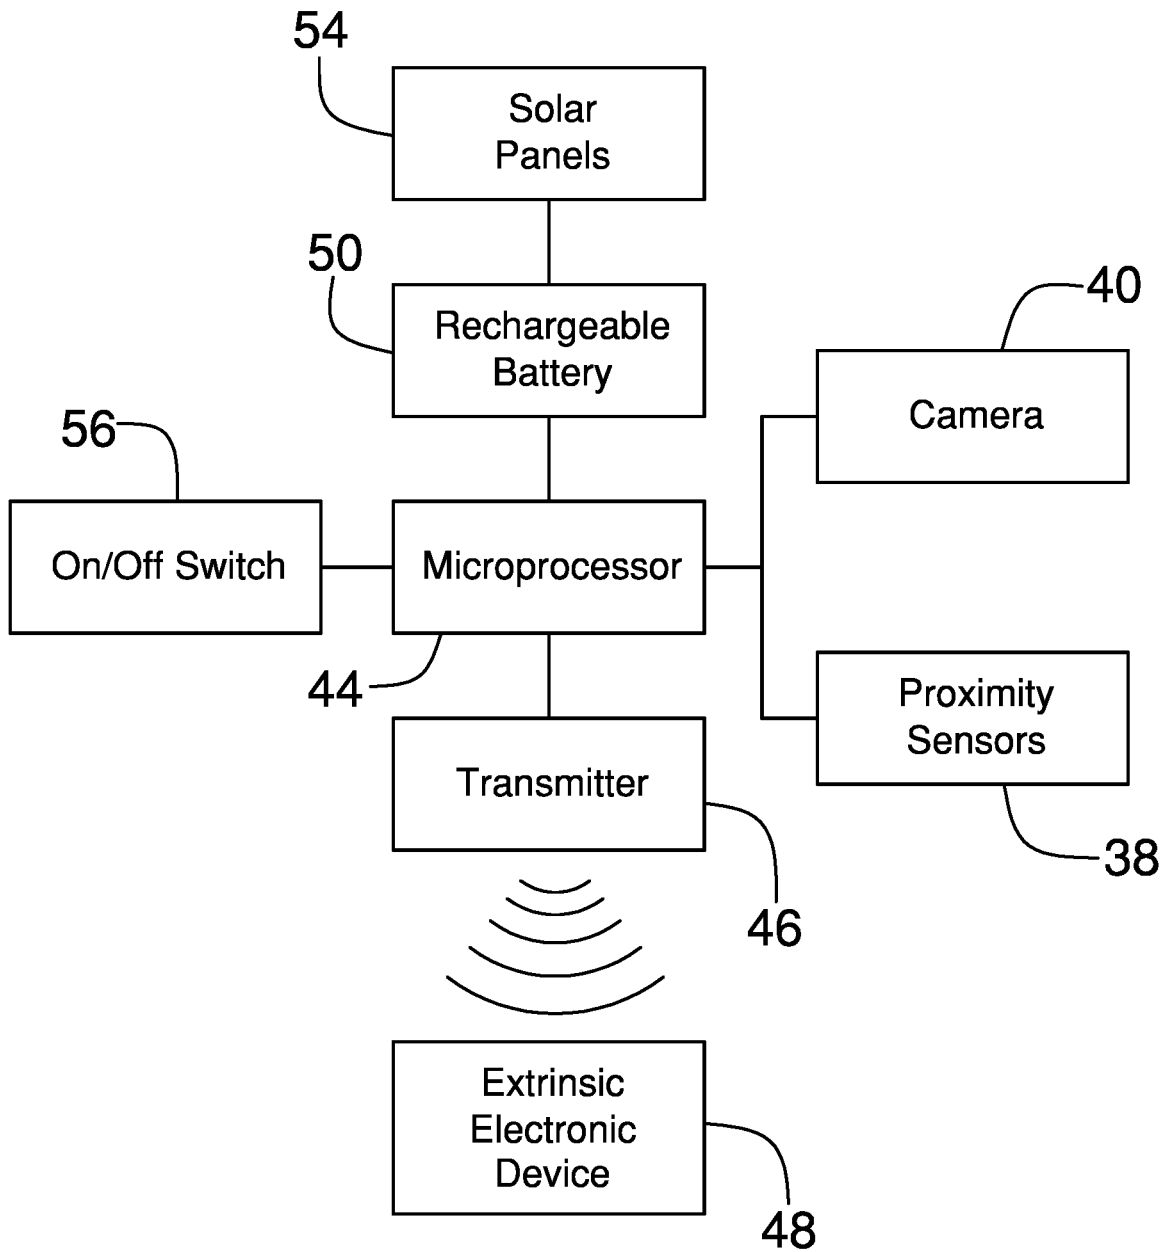 54
Solar
Panels
50
Rechargeable
Battery
40
Camera
56
On/Off Switch
Microprocessor
44
Proximity
Sensors
38
Transmitter
46
Extrinsic
Electronic
Device
48